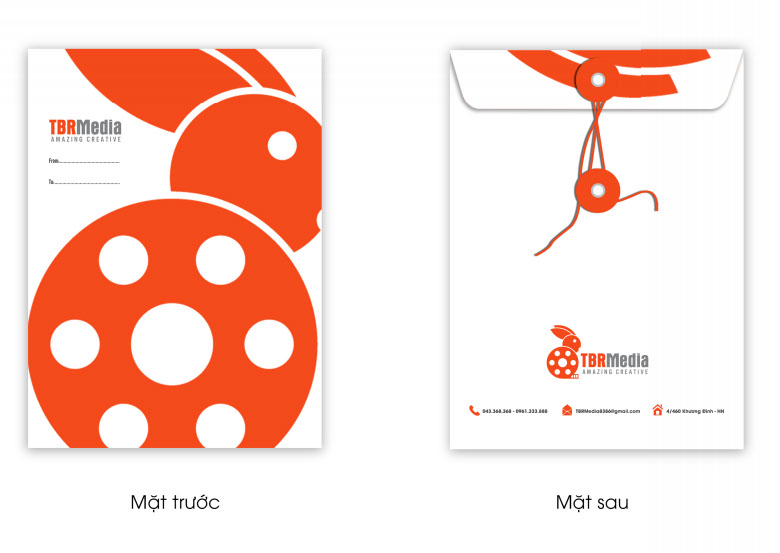 TBRMedia
AMAZING CREATIVE
From
To
TBRMedia
AMAZING CREATIVE
043.368.368 - 0961.333.888
TBRMedia8386@gmail.com
4/460 Khương Đình - HN
Mặt trước
Mặt sau